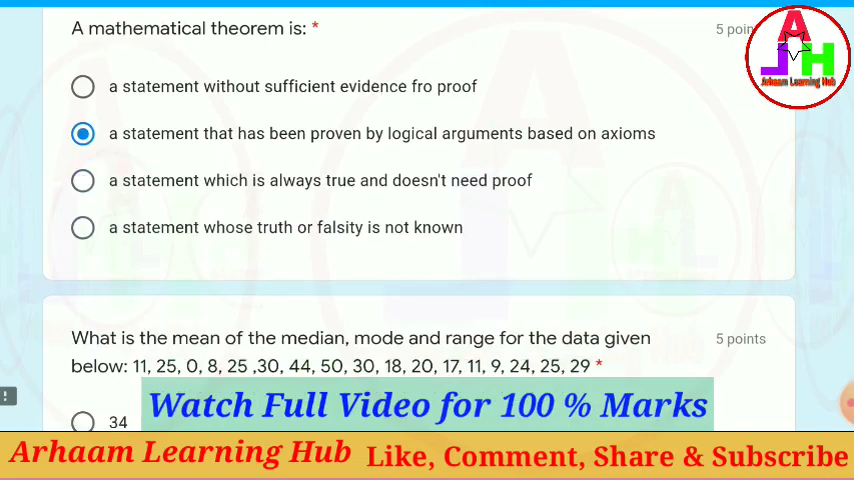 A mathematical theorem is: *
5 poin
a statement without sufficient evidence fro proof
a statement that has been proven by logical arguments based on axioms
a statement which is always true and doesn't need proof
a statement whose truth or falsity is not known
A
J H
Arhaam Learning Hub
What is the mean of the median, mode and range for the data given
5 points
below: 11, 25, 0, 8, 25 ,30, 44, 50, 30, 18, 20, 17, 11, 9, 24, 25, 29 *
!
Watch Full Video for 100 % Marks
34
Arhaam Learning Hub Like, Comment, Share & Subscribe